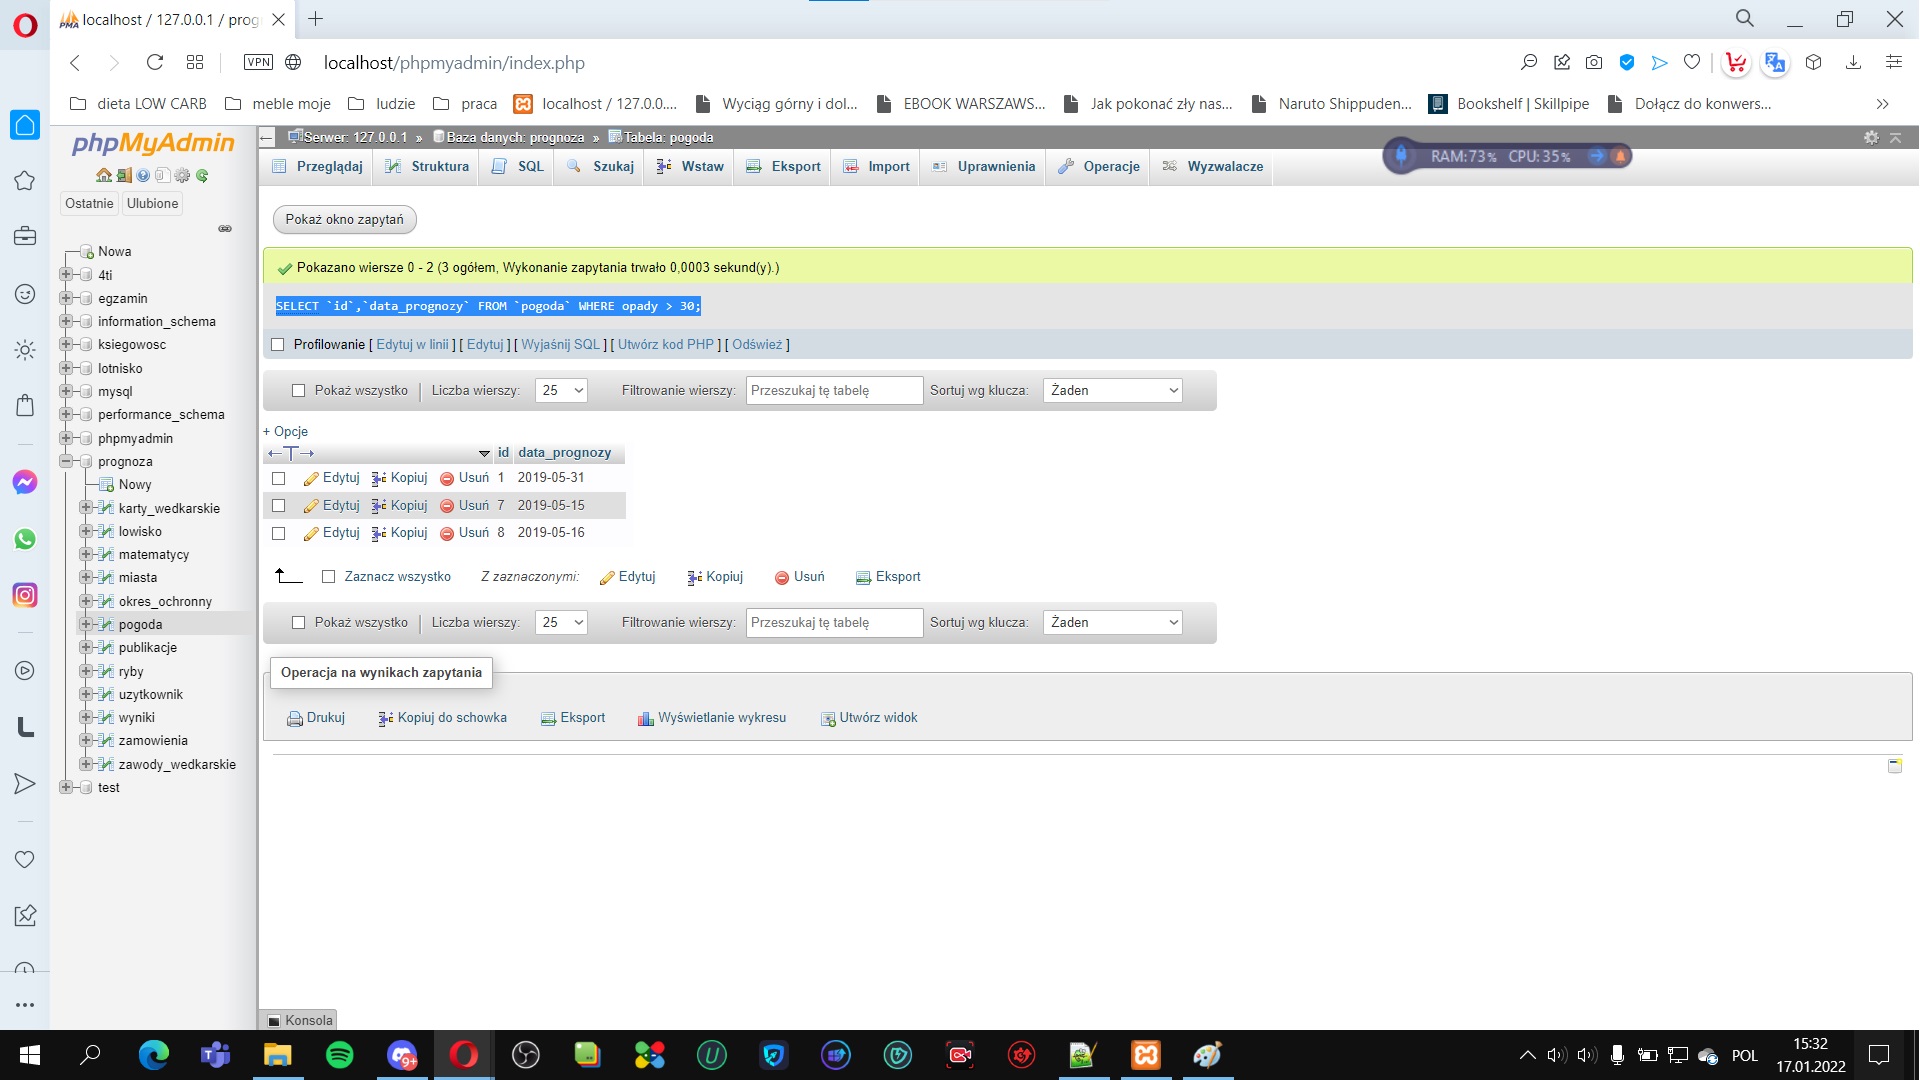 localhost / 127.0.0.1 / prog
VPN
localhost/phpmyadmin/index.php
dieta LOW CARB
meble moje
ludzie
praca
localhost / 127.0.0....
Wyciąg górny i dol...
EBOOK WARSZAWS...
Jak pokonać zły nas...
Naruto Shippuden...
Bookshelf | Skillpipe
Dołącz do konwers...
phpMyAdmin
Ostatnie
Ulubione
Nowa
4ti
egzamin
information_schema
ksiegowosc
lotnisko
mysql
performance_schema
phpmyadmin
prognoza
Nowy
karty_wedkarskie
lowisko
matematycy
miasta
okres_ochronny
pogoda
publikacje
ryby
uzytkownik
wyniki
zamowienia
zawody_wedkarskie
test
Serwer: 127.0.0.1 » Baza danych: prognoza » Tabela: pogoda
RAM:73% CPU:35%
Przeglądaj
Struktura
SQL
Szukaj
Wstaw
Eksport
Import
Uprawnienia
Operacje
Wyzwalacze
Pokaż okno zapytań
Pokazano wiersze 0 - 2 (3 ogółem, Wykonanie zapytania trwało 0,0003 sekund(y).)
SELECT `id`,`data_prognozy` FROM `pogoda` WHERE opady > 30;
Profilowanie [ Edytuj w linii ] [ Edytuj ] [ Wyjaśnij SQL ] [ Utwórz kod PHP ] [ Odśwież ]
Pokaż wszystko | Liczba wierszy: 25 Filtrowanie wierszy: Przeszukaj tę tabelę Sortuj wg klucza: Żaden
+ Opcje
←T→ id data_prognozy
Edytuj Kopiuj Usuń 1 2019-05-31
Edytuj Kopiuj Usuń 7 2019-05-15
Edytuj Kopiuj Usuń 8 2019-05-16
Zaznacz wszystko Z zaznaczonymi: Edytuj Kopiuj Usuń Eksport
Pokaż wszystko | Liczba wierszy: 25 Filtrowanie wierszy: Przeszukaj tę tabelę Sortuj wg klucza: Żaden
Operacja na wynikach zapytania
Drukuj Kopiuj do schowka Eksport Wyświetlanie wykresu Utwórz widok
Konsola
9+
POL
15:32
17.01.2022